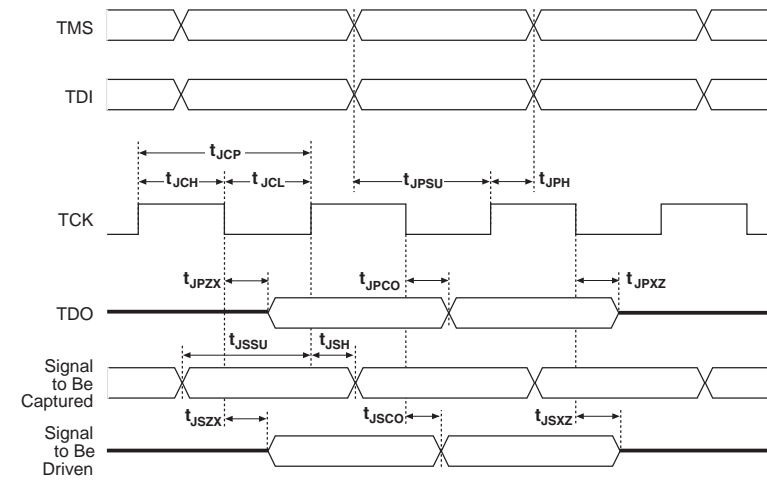 TMS
TDI
tJCP
tJCH tJCL tJPSU tJPH
TCK
tJPZX tJPCO tJPXZ
TDO
tJSSU tJSH
Signal
to Be
Captured
tJSZX tJSCO tJSXZ
Signal
to Be
Driven